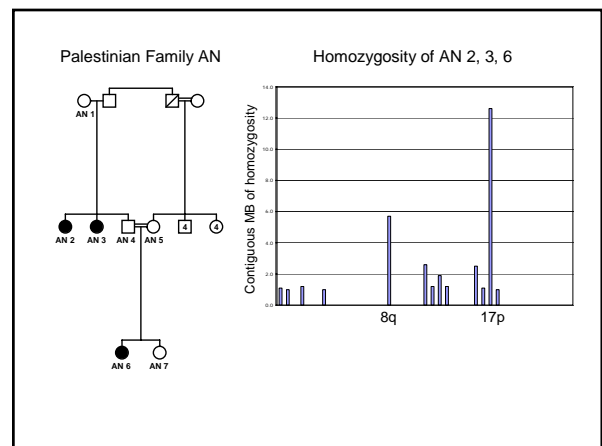 Palestinian Family AN
Homozygosity of AN 2, 3, 6
AN 1
4
4
AN 2
AN 3
AN 4
AN 5
AN 6
AN 7
Contiguous MB of homozygosity
14.0
12.0
10.0
8.0
6.0
4.0
2.0
0.0
8q
17p